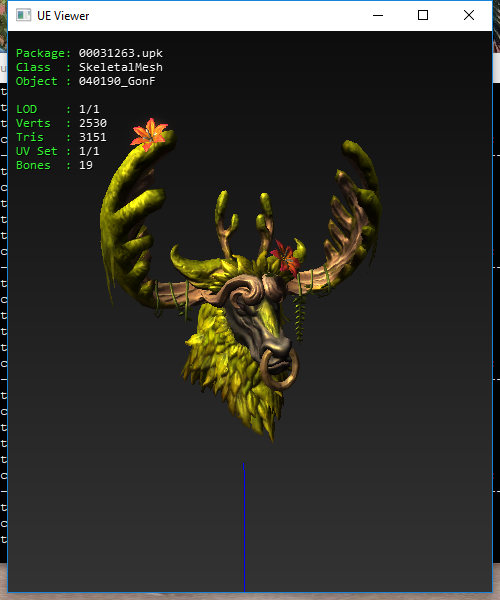 UE Viewer
Package: 00031263.upk
Class : SkeletalMesh
Object : 040190_GonF
LOD : 1/1
Verts : 2530
Tris : 3151
UV Set : 1/1
Bones : 19